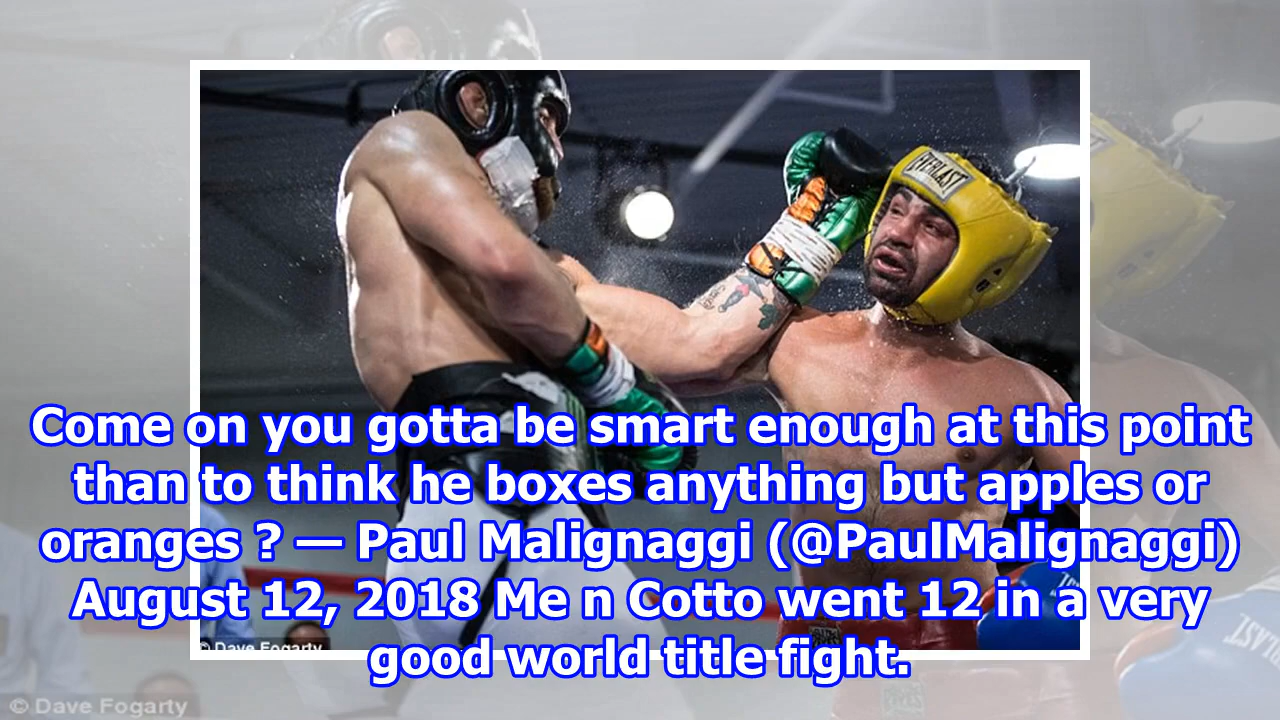 EVERLAST
Come on you gotta be smart enough at this point
than to think he boxes anything but apples or
oranges ? — Paul Malignaggi (@PaulMalignaggi)
August 12, 2018 Me n Cotto went 12 in a very
good world title fight.
© Dave Fogarty
© Dave Fogarty